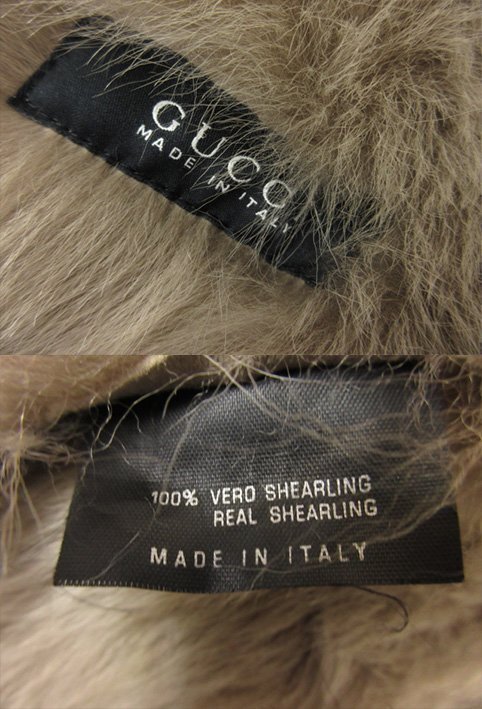 GUCCI
MADE IN ITALY
100% VERO SHEARLING
REAL SHEARLING
MADE IN ITALY